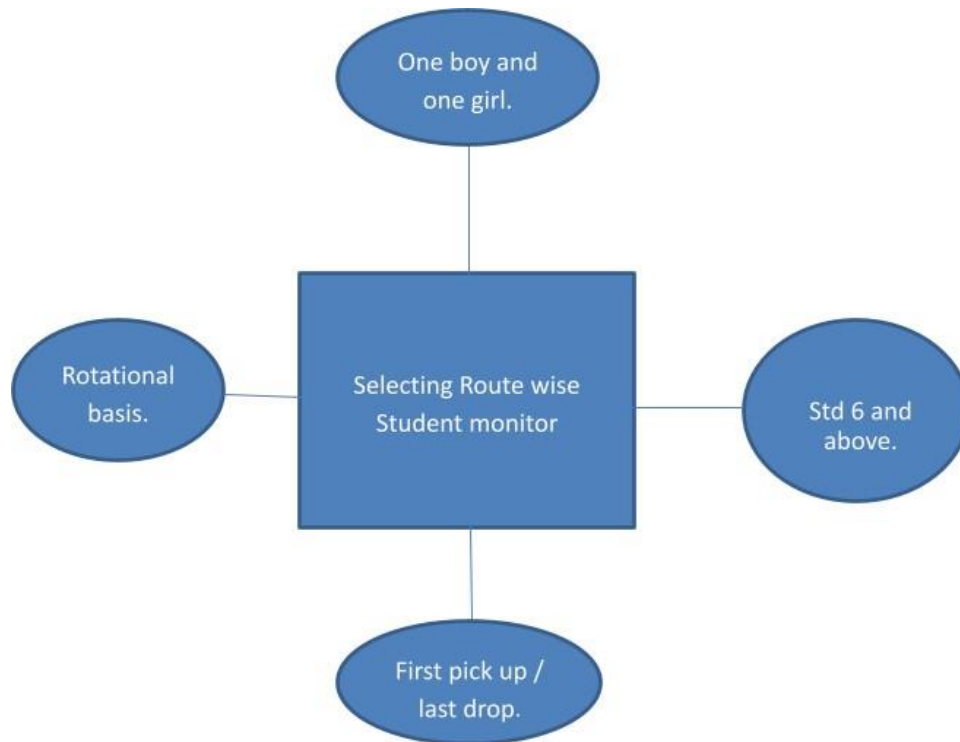 One boy and
one girl.
Rotational
basis.
Selecting Route wise
Student monitor
Std 6 and
above.
First pick up /
last drop.